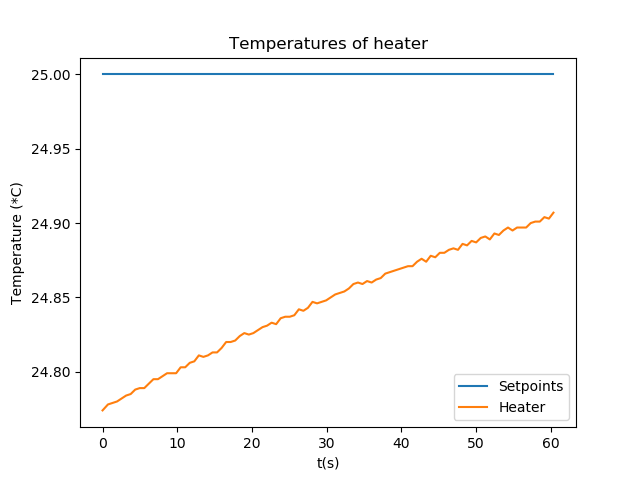 Temperatures of heater
Temperature (*C)
25.00
24.95
24.90
24.85
24.80
0 10 20 30 40 50 60
t(s)
Setpoints
Heater